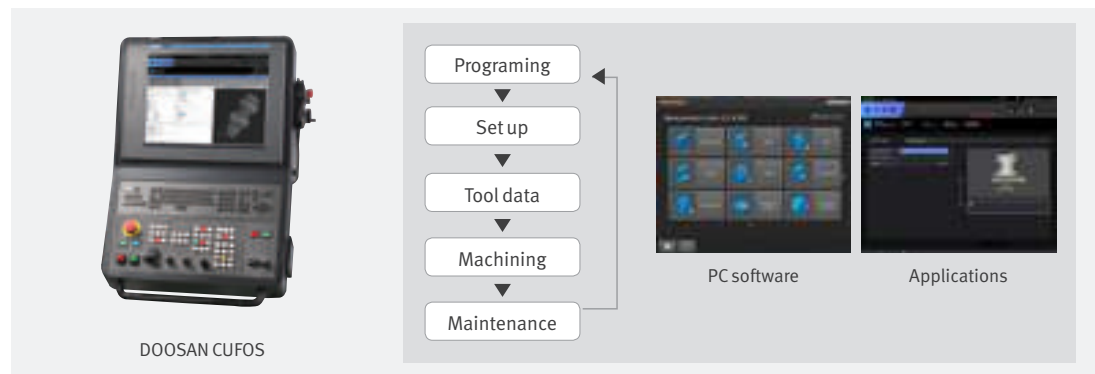 DOOSAN CUFOS
Programing
Set up
Tool data
Machining
Maintenance
PC software
Applications